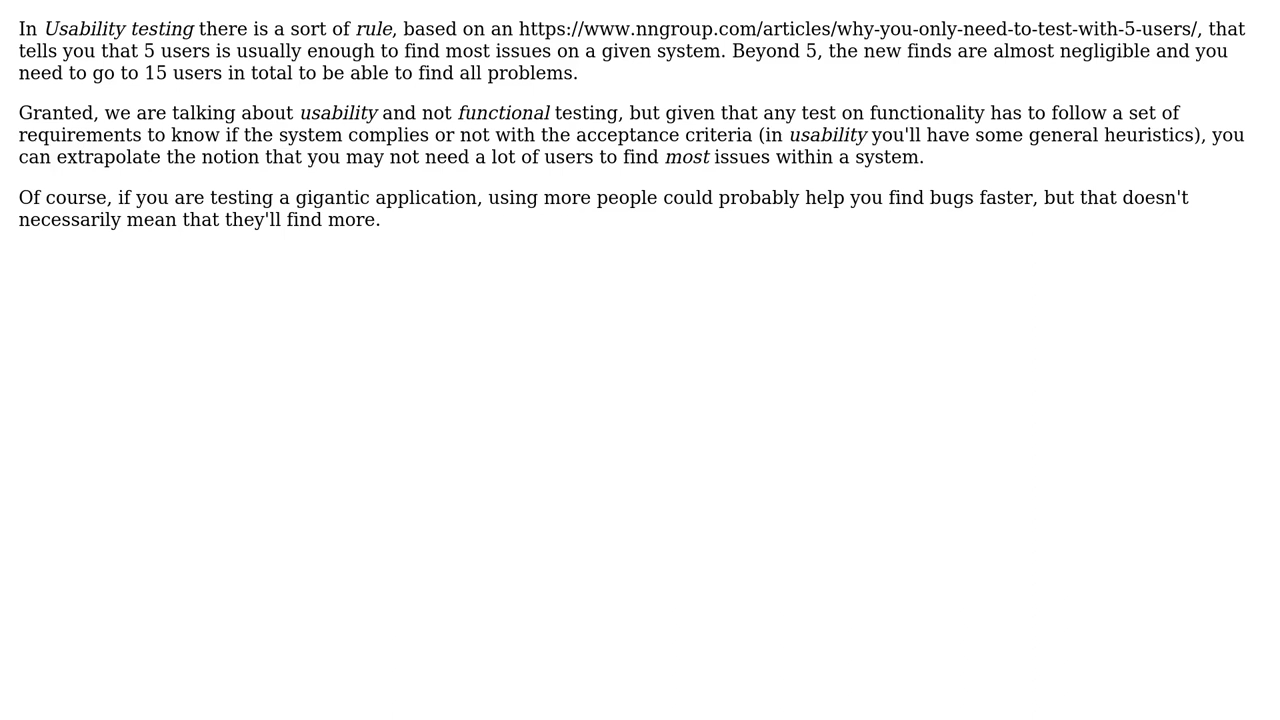 In Usability testing there is a sort of rule, based on an https://www.nngroup.com/articles/why-you-only-need-to-test-with-5-users/, that
tells you that 5 users is usually enough to find most issues on a given system. Beyond 5, the new finds are almost negligible and you
need to go to 15 users in total to be able to find all problems.
Granted, we are talking about usability and not functional testing, but given that any test on functionality has to follow a set of
requirements to know if the system complies or not with the acceptance criteria (in usability you'll have some general heuristics), you
can extrapolate the notion that you may not need a lot of users to find most issues within a system.
Of course, if you are testing a gigantic application, using more people could probably help you find bugs faster, but that doesn't
necessarily mean that they'll find more.